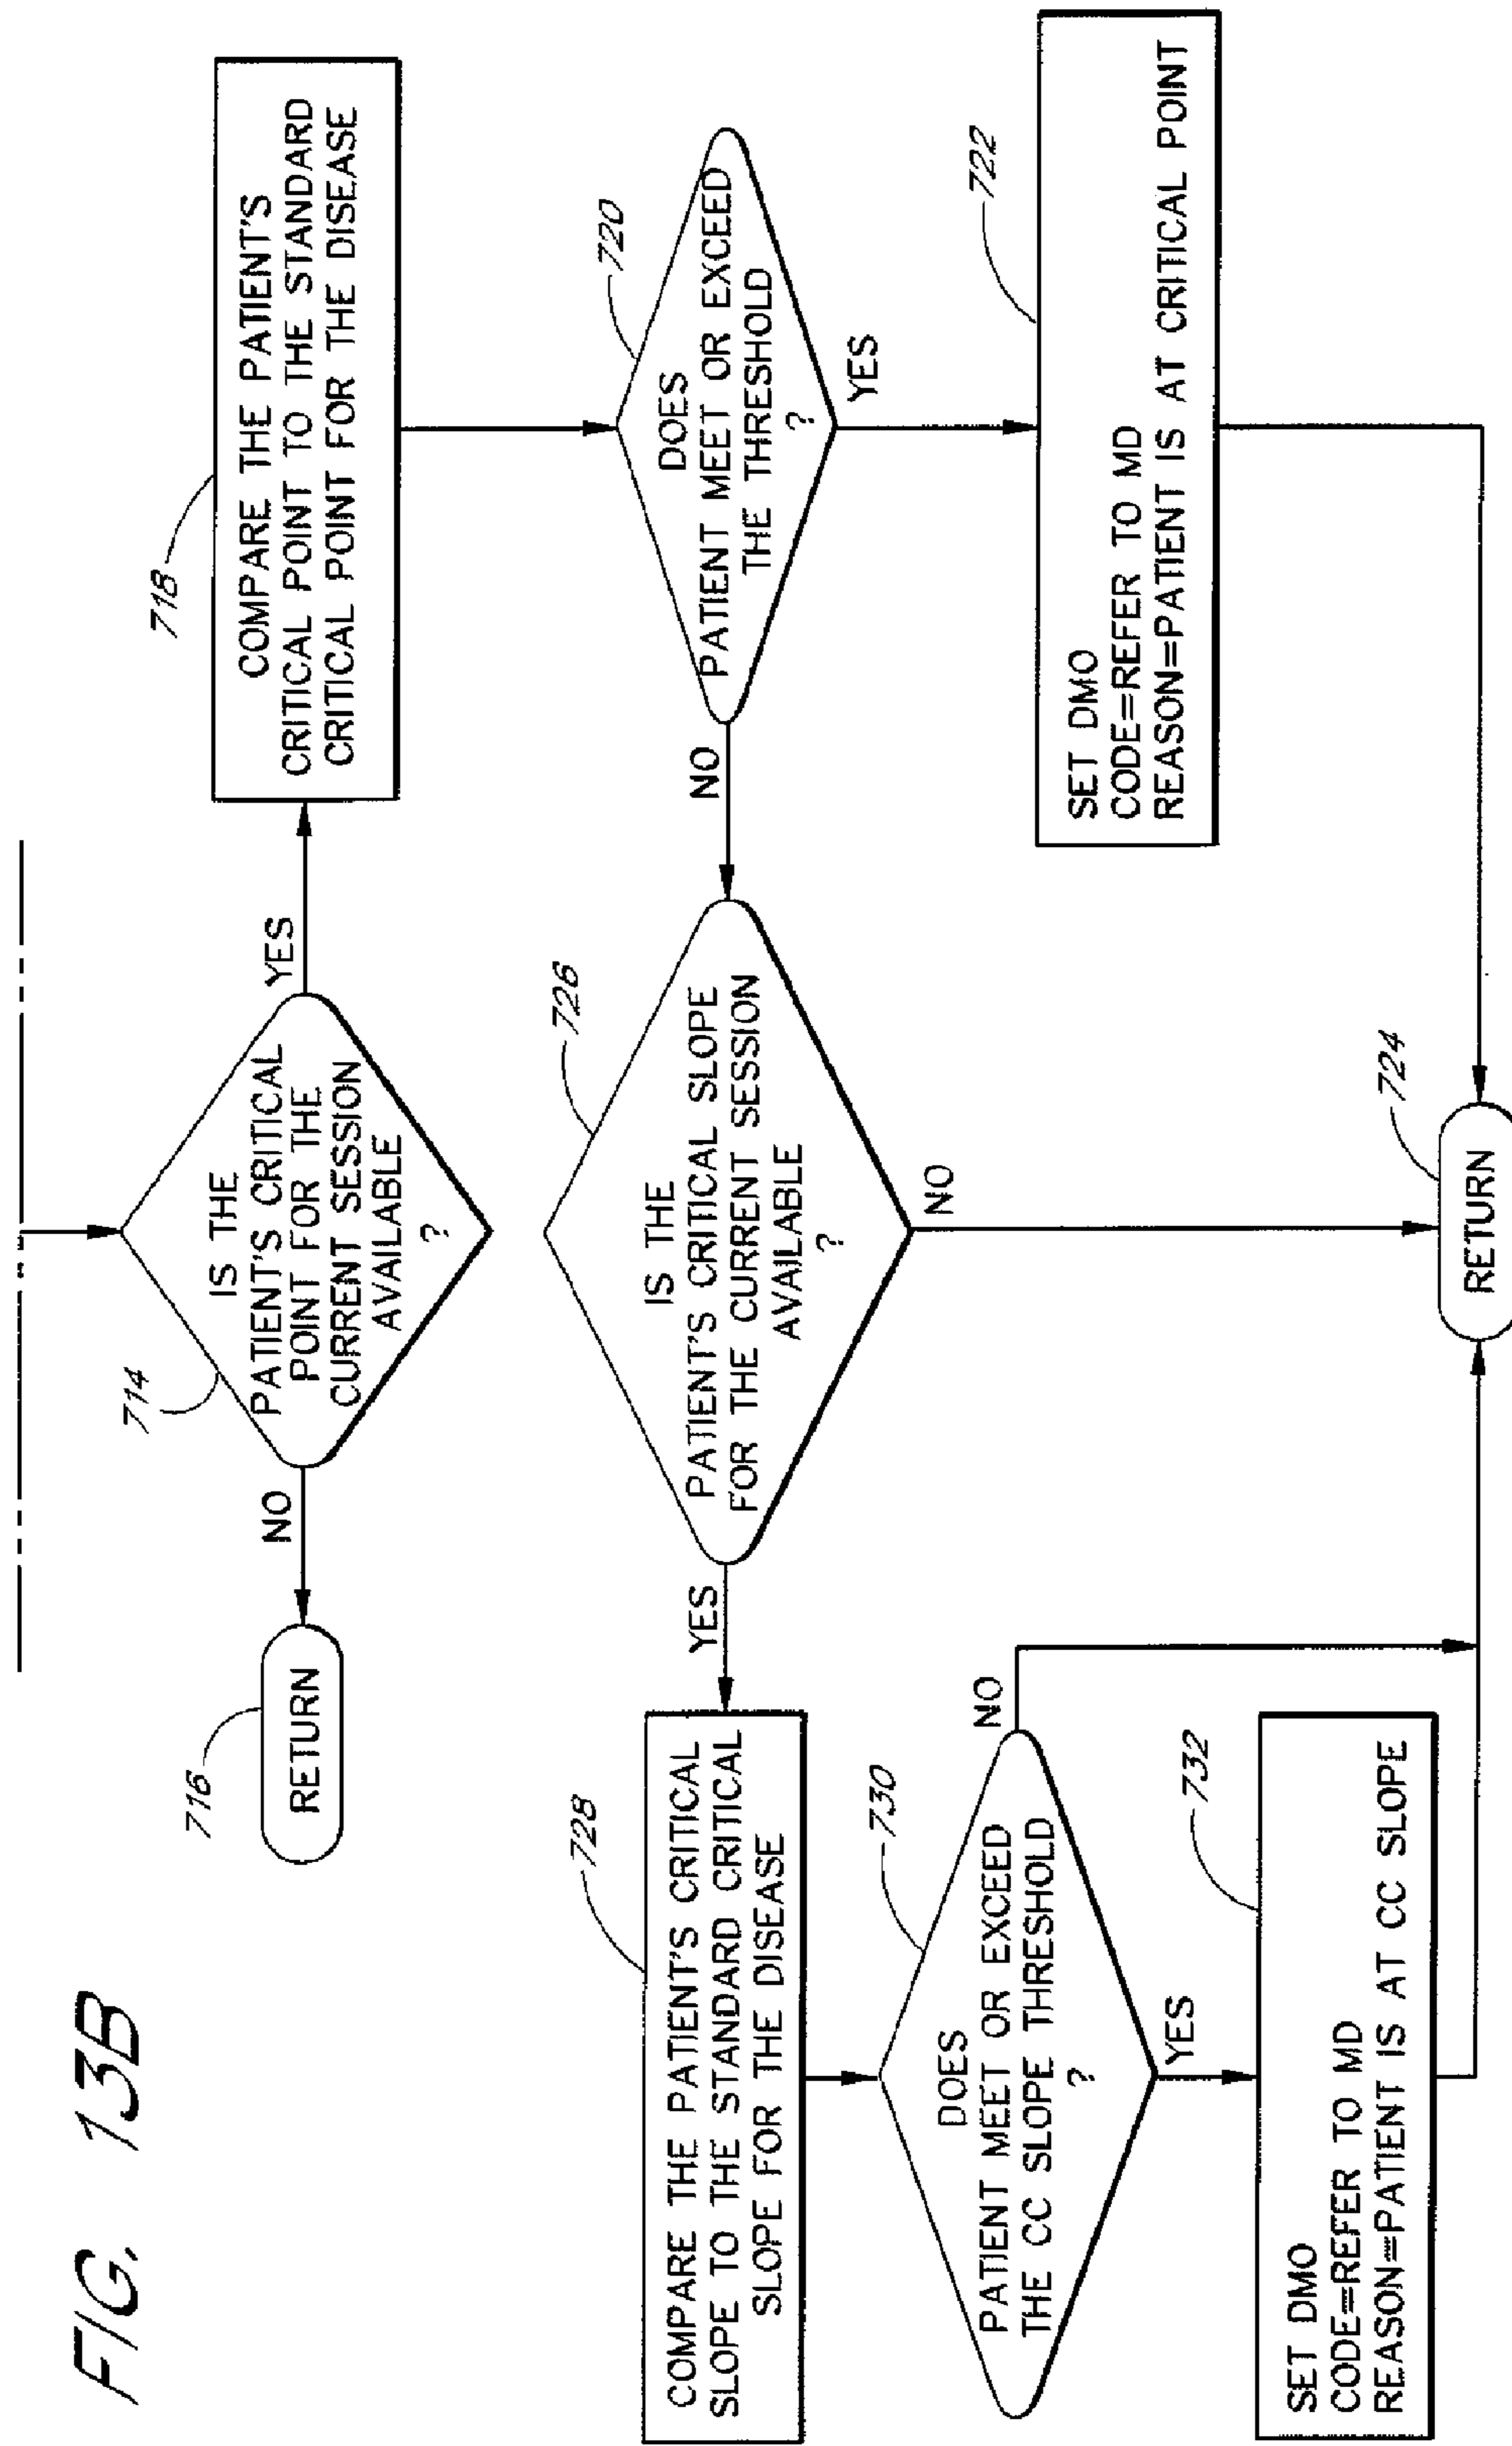 FIG. 13B
714
IS THE
PATIENT'S CRITICAL
POINT FOR THE
CURRENT SESSION
AVAILABLE
?
NO
YES
716
RETURN
718
COMPARE THE PATIENT'S
CRITICAL POINT TO THE STANDARD
CRITICAL POINT FOR THE DISEASE
720
DOES
PATIENT MEET OR EXCEED
THE THRESHOLD
?
NO
YES
722
SET DMO
CODE=REFER TO MD
REASON=PATIENT IS AT CRITICAL POINT
726
IS THE
PATIENT'S CRITICAL SLOPE
FOR THE CURRENT SESSION
AVAILABLE
?
YES
NO
728
COMPARE THE PATIENT'S CRITICAL
SLOPE TO THE STANDARD CRITICAL
SLOPE FOR THE DISEASE
730
DOES
PATIENT MEET OR EXCEED
THE CC SLOPE THRESHOLD
?
NO
YES
732
SET DMO
CODE=REFER TO MD
REASON=PATIENT IS AT CC SLOPE
724
RETURN